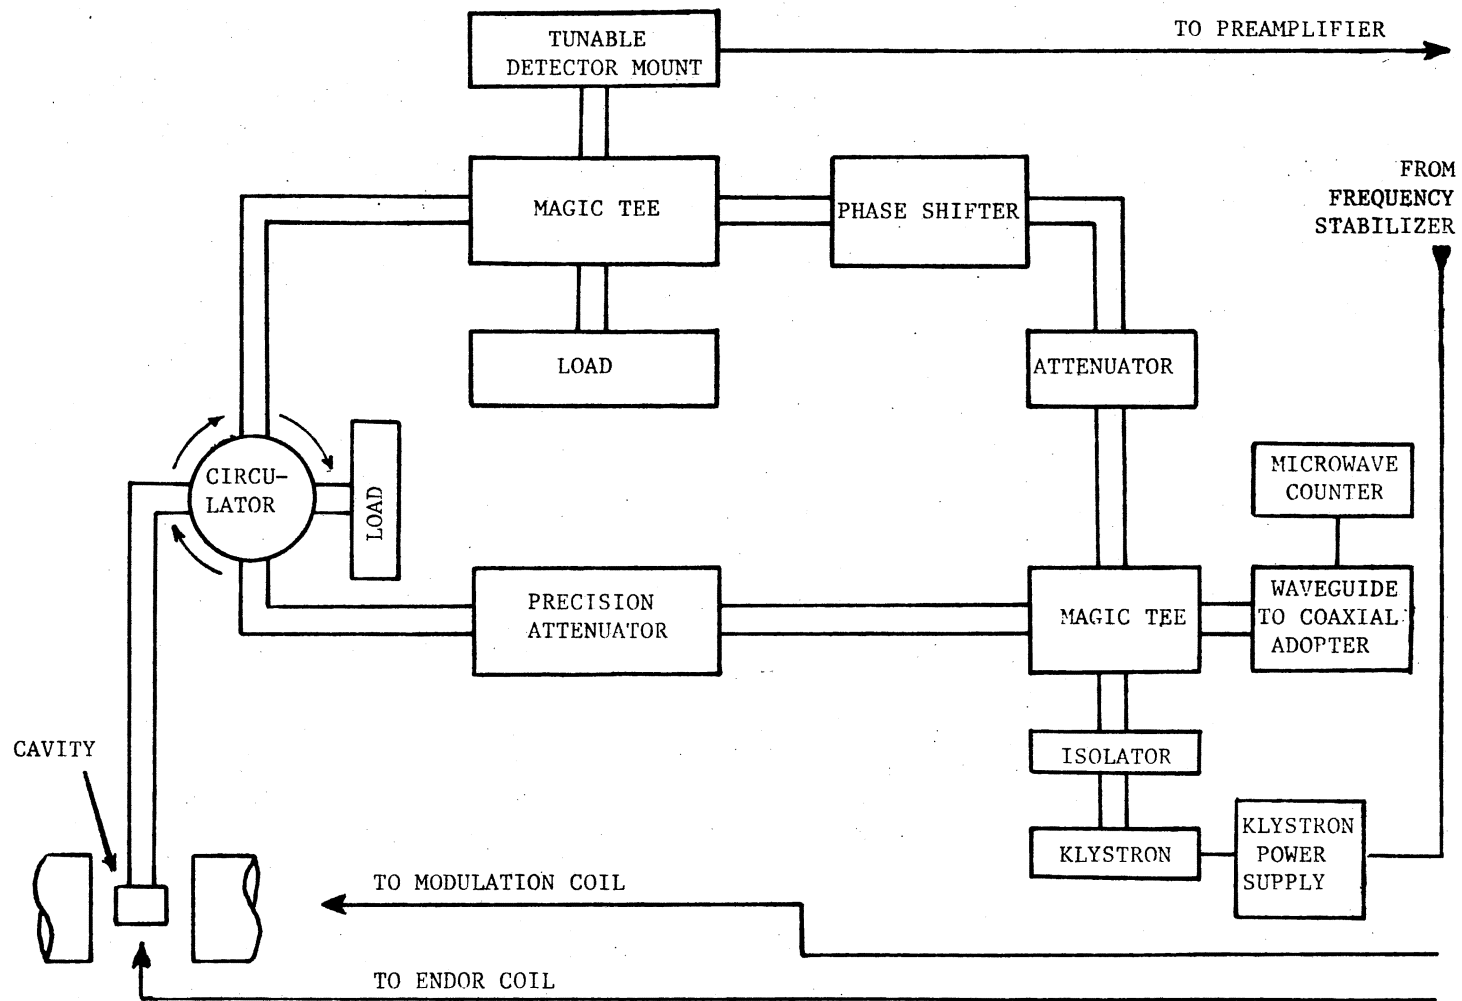 TUNABLE
DETECTOR MOUNT
TO PREAMPLIFIER
MAGIC TEE
PHASE SHIFTER
FROM
FREQUENCY
STABILIZER
LOAD
ATTENUATOR
CIRCU-
LATOR
LOAD
MICROWAVE
COUNTER
PRECISION
ATTENUATOR
MAGIC TEE
WAVEGUIDE
TO COAXIAL
ADOPTER
CAVITY
ISOLATOR
KLYSTRON
KLYSTRON
POWER
SUPPLY
TO MODULATION COIL
TO ENDOR COIL